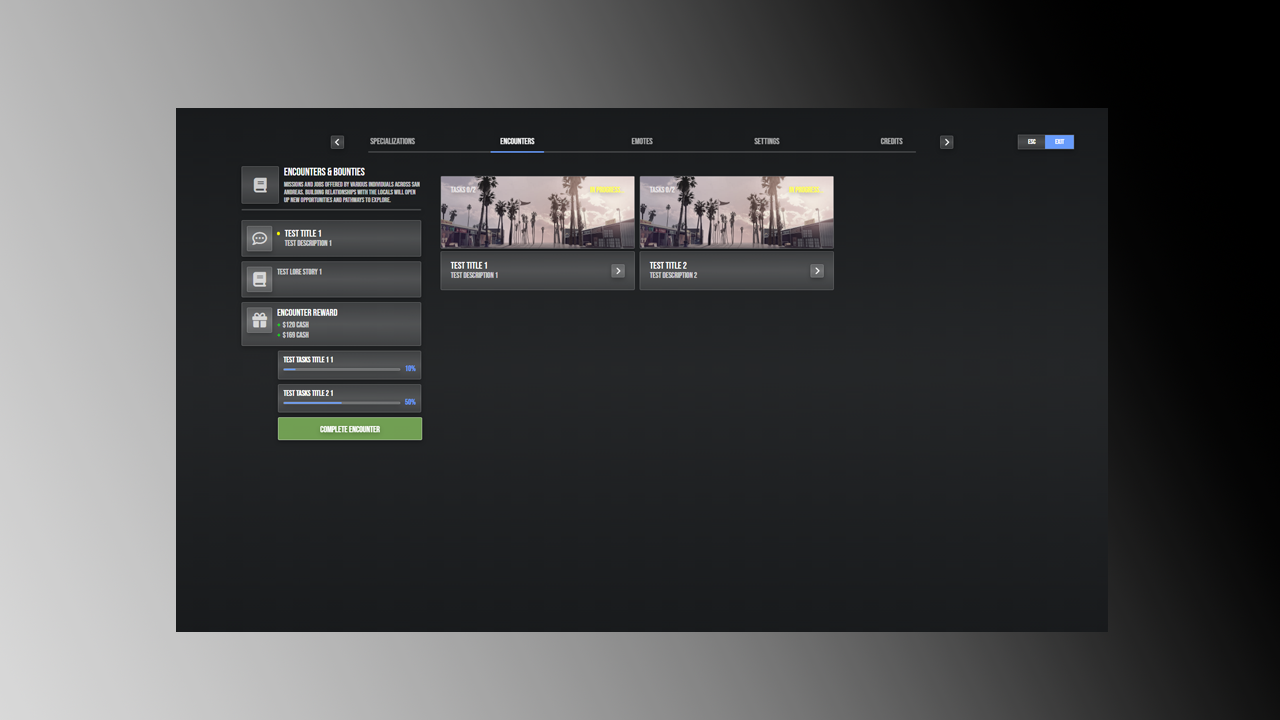 SPECIALIZATIONS
ENCOUNTERS
EMOTES
SETTINGS
CREDITS
ESC
EXIT
ENCOUNTERS & BOUNTIES
MISSIONS AND JOBS OFFERED BY VARIOUS INDIVIDUALS ACROSS SAN
ANDREAS. BUILDING RELATIONSHIPS WITH THE LOCALS WILL OPEN
UP NEW OPPORTUNITIES AND PATHWAYS TO EXPLORE.
TEST TITLE 1
TEST DESCRIPTION 1
TEST LORE STORY 1
ENCOUNTER REWARD
$120 CASH
$169 CASH
TEST TASKS TITLE 1 1
10%
TEST TASKS TITLE 2 1
50%
COMPLETE ENCOUNTER
TASKS 0/2
IN PROGRESS
TEST TITLE 1
TEST DESCRIPTION 1
TASKS 0/2
IN PROGRESS
TEST TITLE 2
TEST DESCRIPTION 2